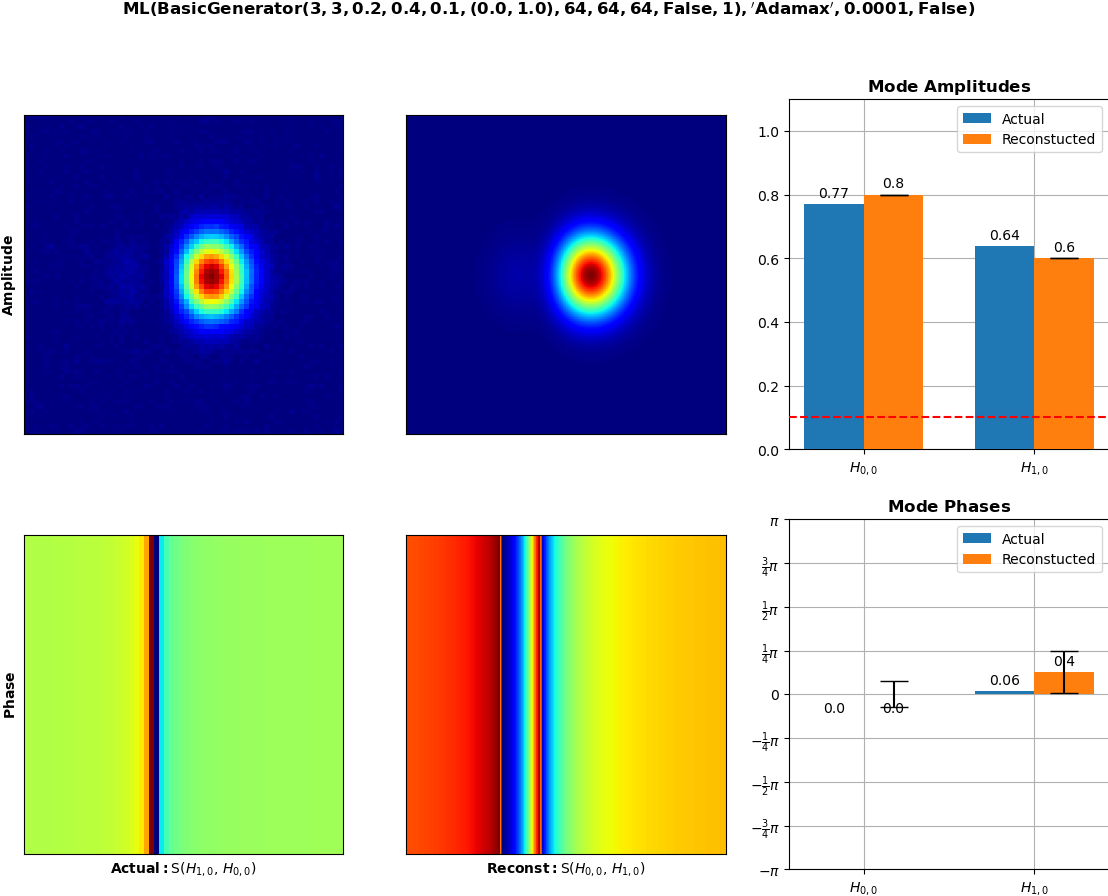 ML(BasicGenerator(3, 3, 0.2, 0.4, 0.1, (0.0, 1.0), 64, 64, 64, False, 1), ′Adamax′, 0.0001, False)
Amplitude
Mode Amplitudes
Actual
Reconstucted
1.0
0.8
0.6
0.4
0.2
0.0
0.77
0.8
0.64
0.6
H0, 0
H1, 0
Phase
Actual: S(H1, 0, H0, 0)
Reconst: S(H0, 0, H1, 0)
Mode Phases
Actual
Reconstucted
π
3/4π
1/2π
1/4π
0
−1/4π
−1/2π
−3/4π
−π
0.0
0.0
0.06
0.4
H0, 0
H1, 0